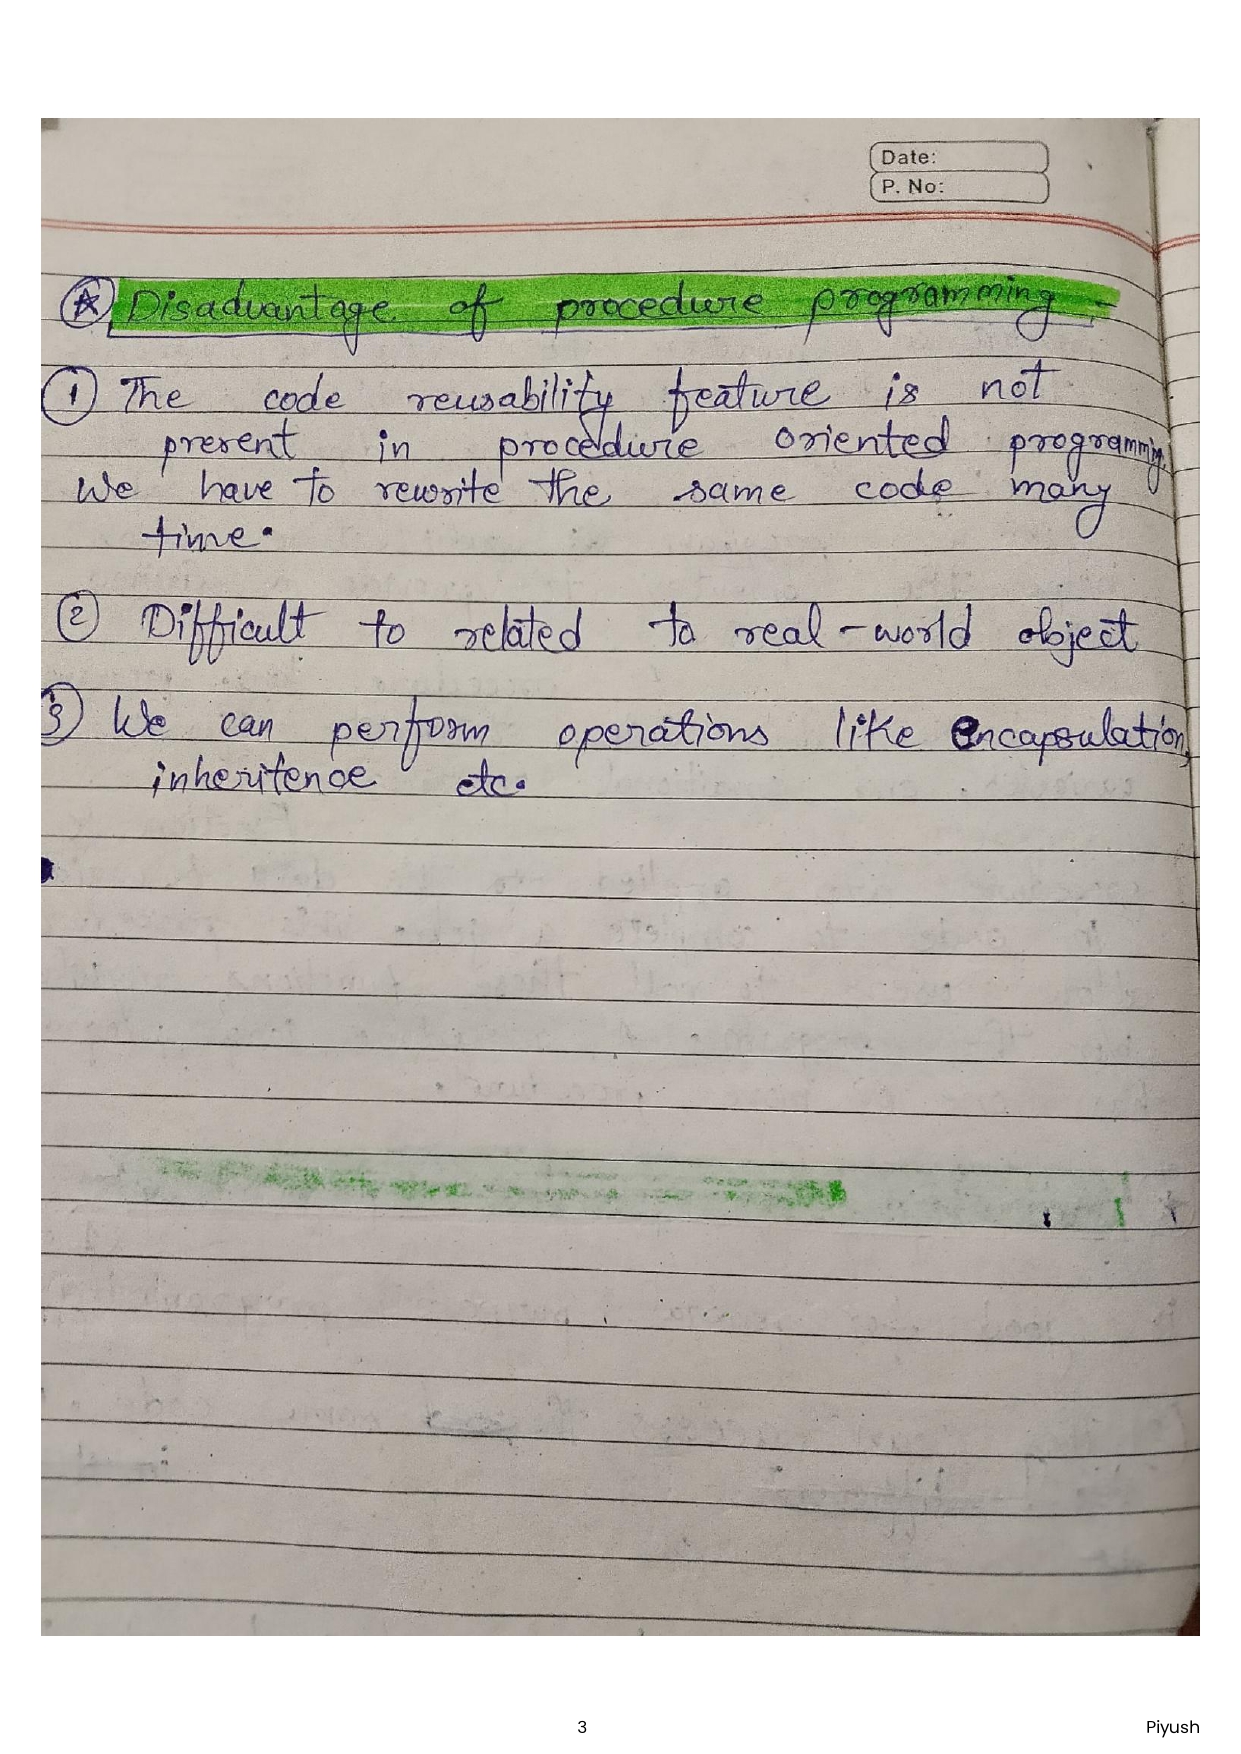 Date:
P. No:
Disadvantage of procedure programming -
1 The code reusability feature is not
present in procedure oriented programming.
We have to rewrite the same code many
time.
2 Difficult to related to real-world object
3 We can perform operations like encapsulation,
inheritence etc.
3
Piyush